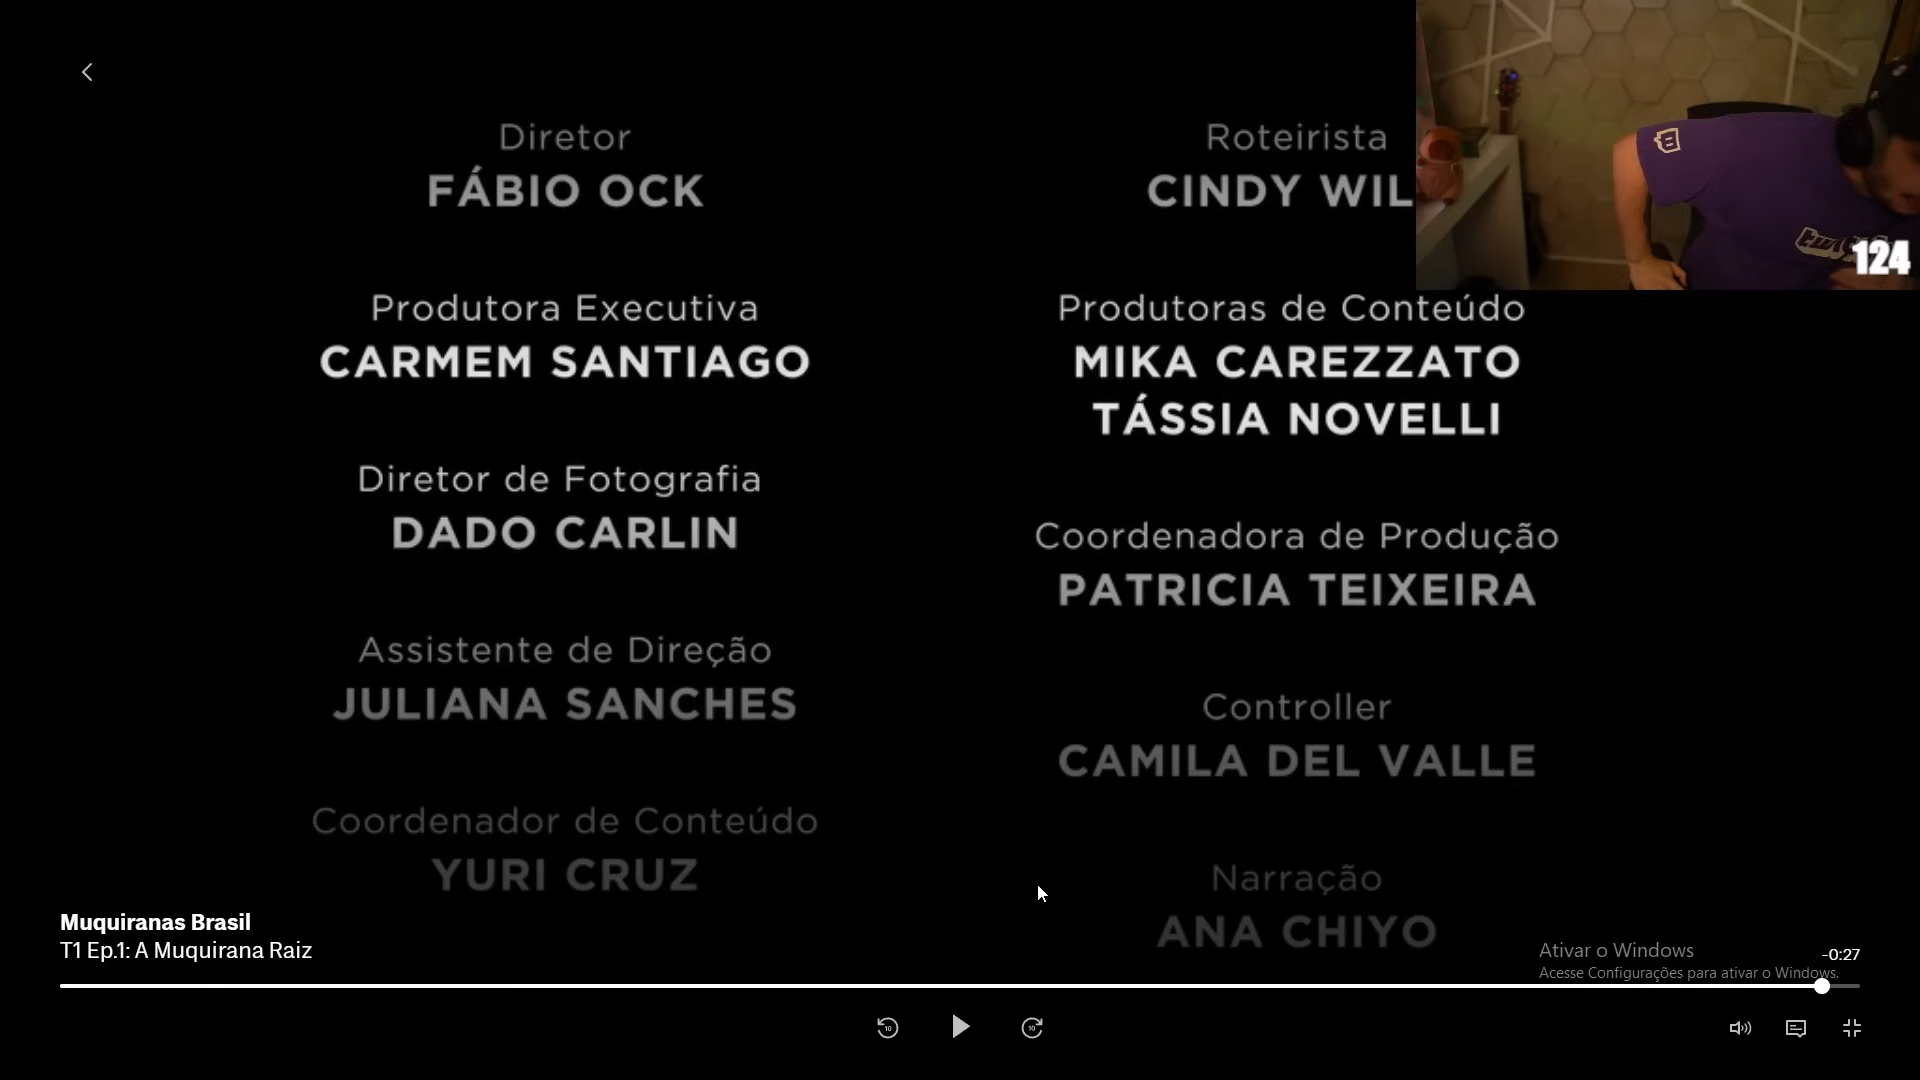 Diretor
FÁBIO OCK
Produtora Executiva
CARMEM SANTIAGO
Diretor de Fotografia
DADO CARLIN
Assistente de Direção
JULIANA SANCHES
Coordenador de Conteúdo
YURI CRUZ
Roteirista
CINDY WIL
Produtoras de Conteúdo
MIKA CAREZZATO
TÁSSIA NOVELLI
Coordenadora de Produção
PATRICIA TEIXEIRA
Controller
CAMILA DEL VALLE
Narração
ANA CHIYO
124
Muquiranas Brasil
T1 Ep.1: A Muquirana Raiz
Ativar o Windows
Acesse Configurações para ativar o Windows.
-0:27
10
10